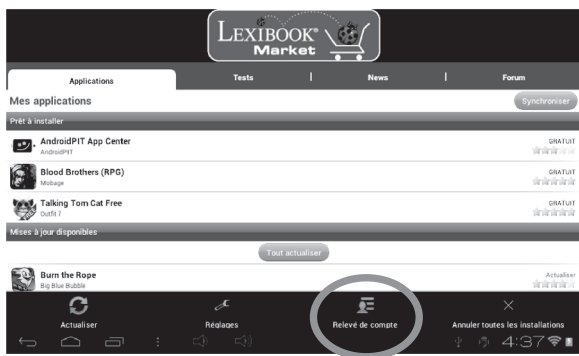 LEXIBOOK®
Market
Applications Tests | News | Forum
Mes applications Synchroniser
Prêt à installer
AndroidPIT App Center GRATUIT
AndroidPIT
Blood Brothers (RPG) GRATUIT
Mobage
Talking Tom Cat Free GRATUIT
Outfit 7
Mises à jour disponibles
Tout actualiser
Burn the Rope Actualiser
Big Blue Bubble
Actualiser Réglages Relevé de compte Annuler toutes les installations
4:37